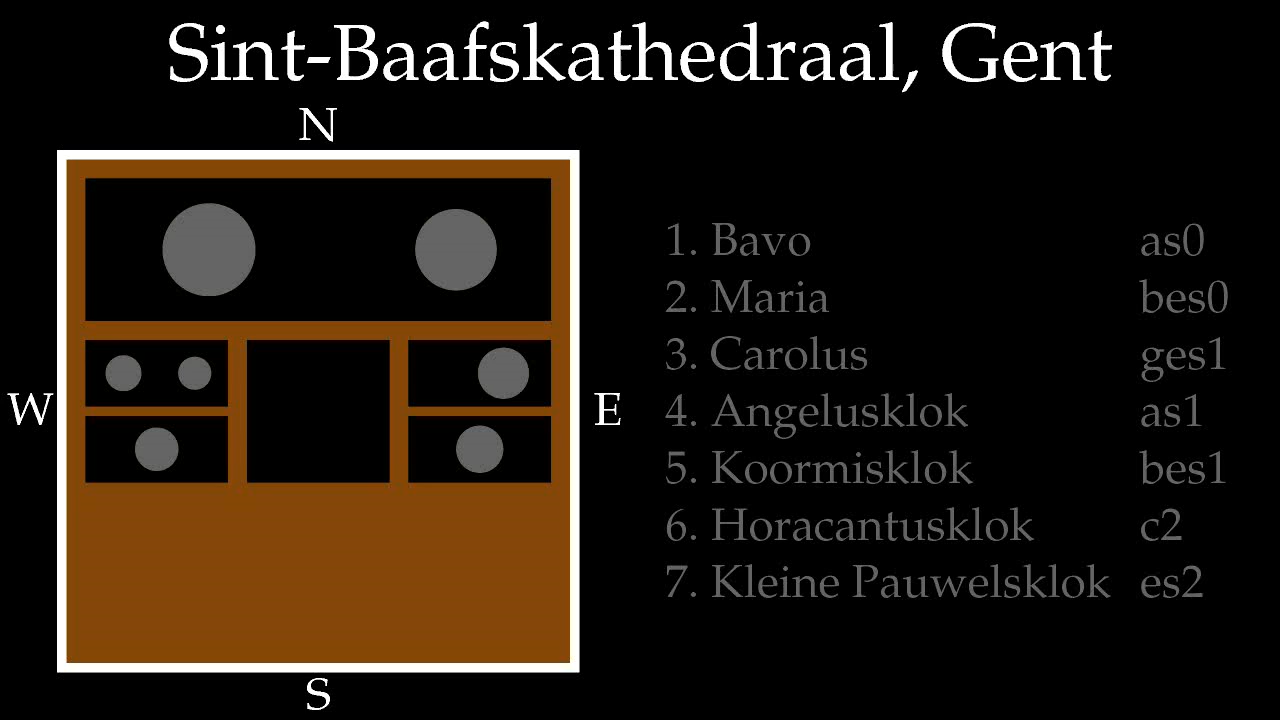 Sint-Baafskathedraal, Gent
N
W
E
S
1. Bavo as0
2. Maria bes0
3. Carolus ges1
4. Angelusklok as1
5. Koormisklok bes1
6. Horacantusklok c2
7. Kleine Pauwelsklok es2